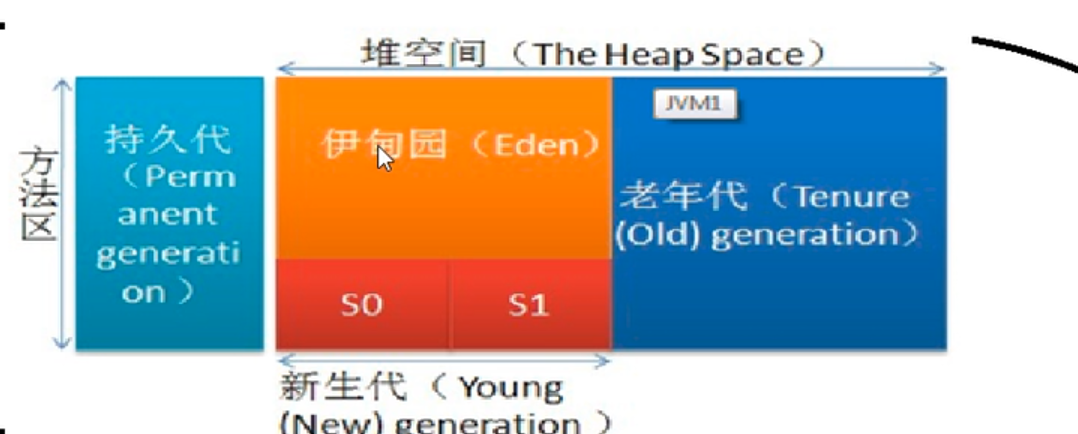 堆空间（The Heap Space）
方法区
持久代
（Perm
anent
generati
on ）
伊甸园（Eden）
JVM1
老年代（Tenure
(Old) generation）
S0
S1
新生代（ Young
(New) generation ）